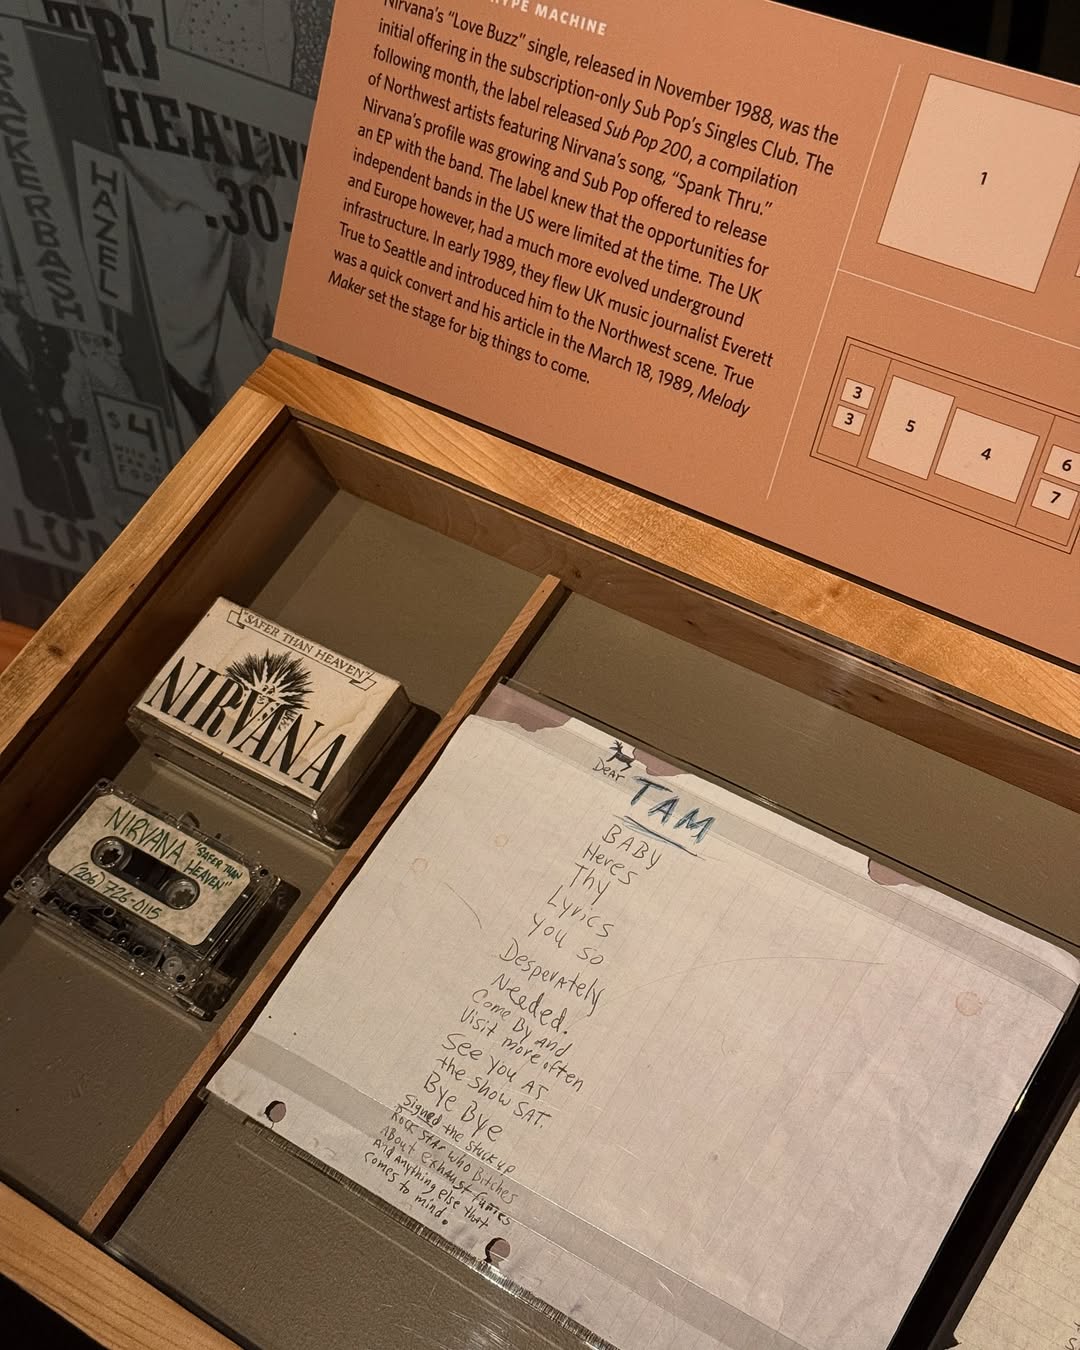 HYPE MACHINE
Nirvana's "Love Buzz" single, released in November 1988, was the
initial offering in the subscription-only Sub Pop's Singles Club. The
following month, the label released Sub Pop 200, a compilation
of Northwest artists featuring Nirvana's song, "Spank Thru."
Nirvana's profile was growing and Sub Pop offered to release
an EP with the band. The label knew that the opportunities for
independent bands in the US were limited at the time. The UK
and Europe however, had a much more evolved underground
infrastructure. In early 1989, they flew UK music journalist Everett
True to Seattle and introduced him to the Northwest scene. True
was a quick convert and his article in the March 18, 1989, Melody
Maker set the stage for big things to come.
1
3
3
5
4
6
7
HEATIN
.30-
CRACKERBASH
HAZEL
$4
"SAFER THAN HEAVEN"
NIRVANA
NIRVANA "SAFER THAN
HEAVEN"
(206) 726-0115
Dear
TAM
BABY
Heres
Thy
Lyrics
You so
Desperately
Needed.
Come By and
Visit more often
See You AT
the show SAT.
Bye Bye
Signed the stuck up
Rock star who Bitches
About exhaust fumes
And anything else that
comes to mind.